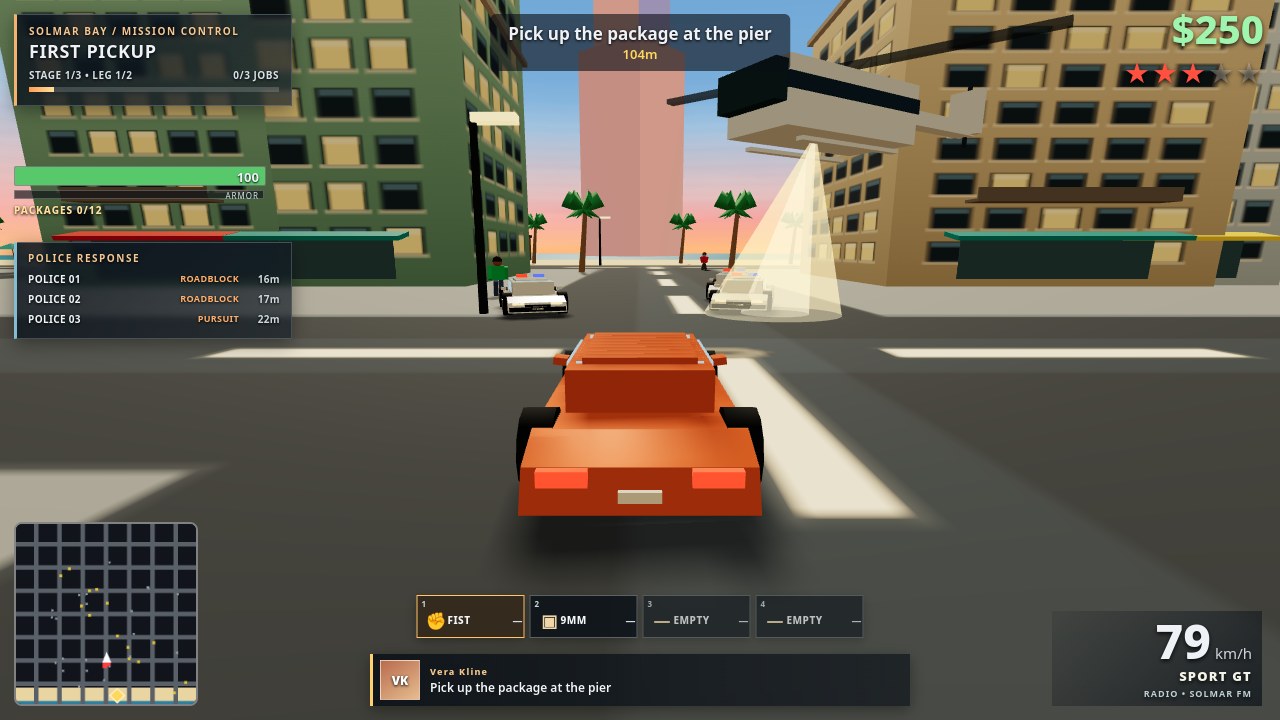 SOLMAR BAY / MISSION CONTROL
FIRST PICKUP
STAGE 1/3 • LEG 1/2 0/3 JOBS
Pick up the package at the pier
104m
$250
100
ARMOR
PACKAGES 0/12
POLICE RESPONSE
POLICE 01 ROADBLOCK 16m
POLICE 02 ROADBLOCK 17m
POLICE 03 PURSUIT 22m
1 FIST — 2 9MM — 3 — EMPTY — 4 — EMPTY —
VK
Vera Kline
Pick up the package at the pier
79 km/h
SPORT GT
RADIO • SOLMAR FM